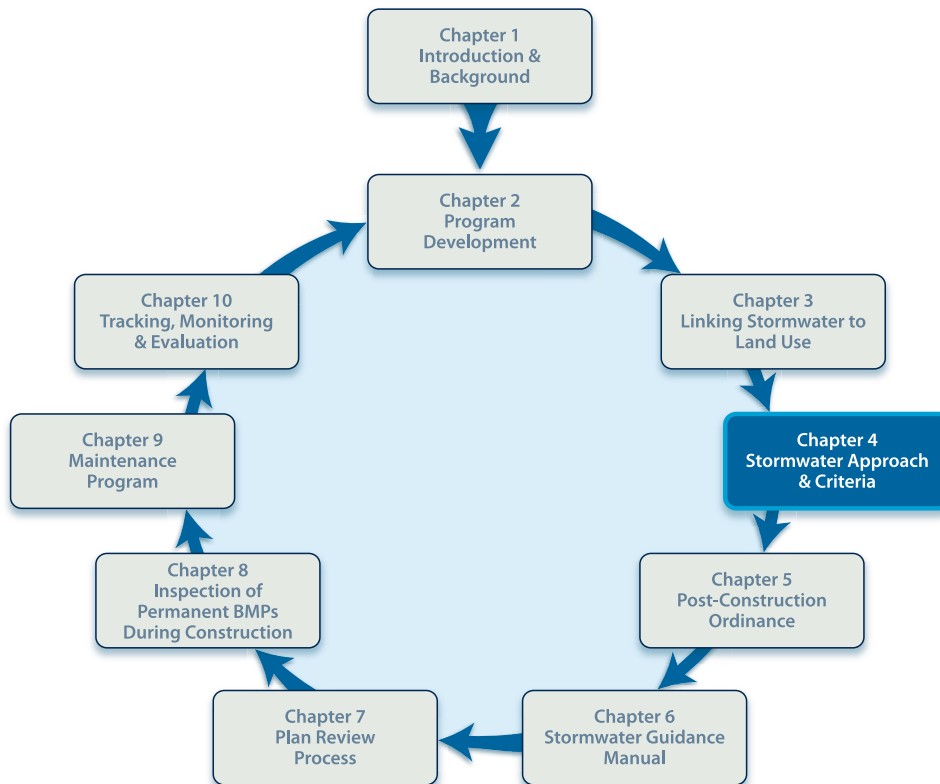 Chapter 1
Introduction &
Background
Chapter 2
Program
Development
Chapter 3
Linking Stormwater to
Land Use
Chapter 4
Stormwater Approach
& Criteria
Chapter 5
Post-Construction
Ordinance
Chapter 6
Stormwater Guidance
Manual
Chapter 7
Plan Review
Process
Chapter 8
Inspection of
Permanent BMPs
During Construction
Chapter 9
Maintenance
Program
Chapter 10
Tracking, Monitoring
& Evaluation